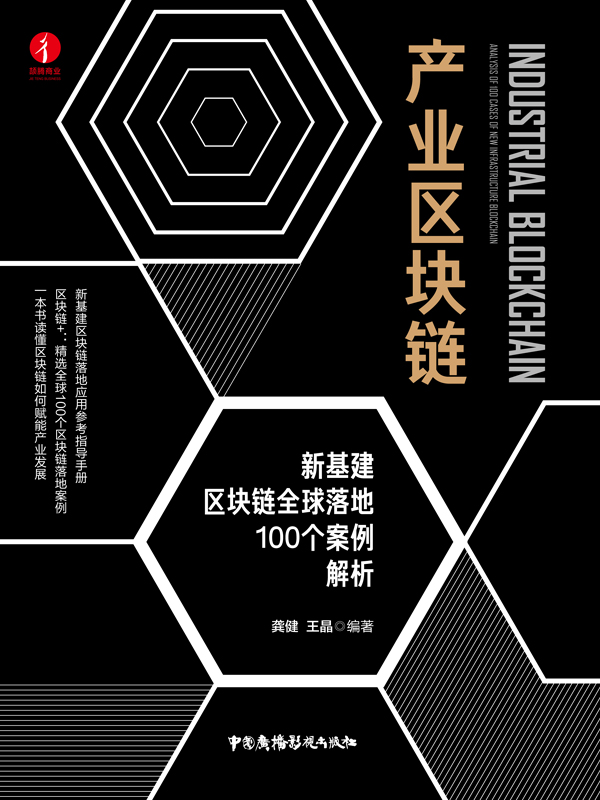 慧腾商业
产业区块链
INDUSTRIAL BLOCKCHAIN
ANALYSIS OF 100 CASES OF NEW INFRASTRUCTURE BLOCKCHAIN
新基建区块链落地应用参考指导手册
区块链+：精选全球100个区块链落地案例
一本书读懂区块链如何赋能产业发展
新基建
区块链全球落地
100个案例
解析
龚健 王晶◎编著
中国广播影视出版社